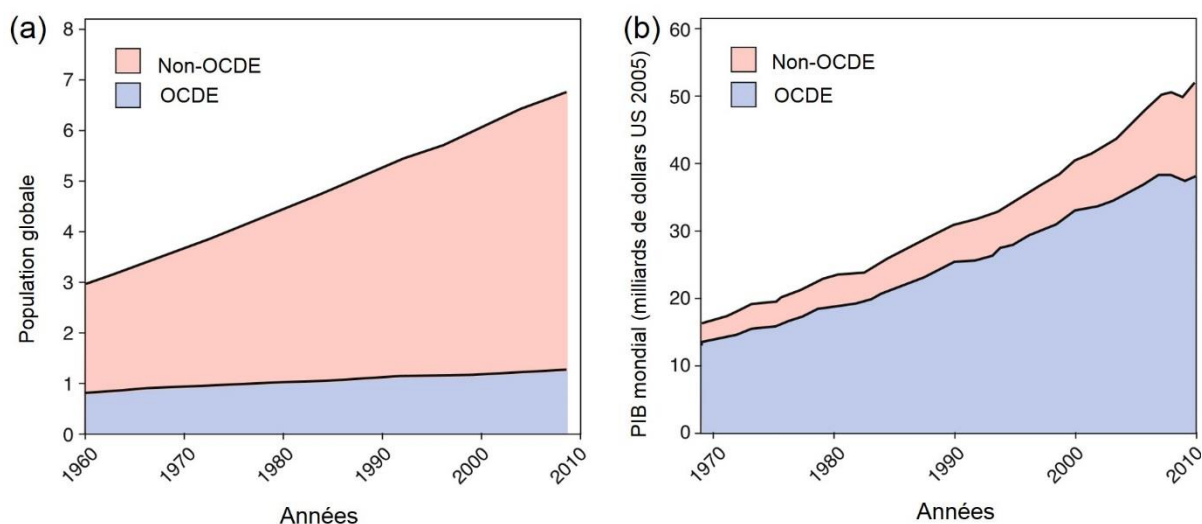 (a)
8
7
6
5
4
3
2
1
0
Population globale
Non-OCDE
OCDE
1960
1970
1980
1990
2000
2010
Années
(b)
60
50
40
30
20
10
0
PIB mondial (milliards de dollars US 2005)
Non-OCDE
OCDE
1970
1980
1990
2000
2010
Années